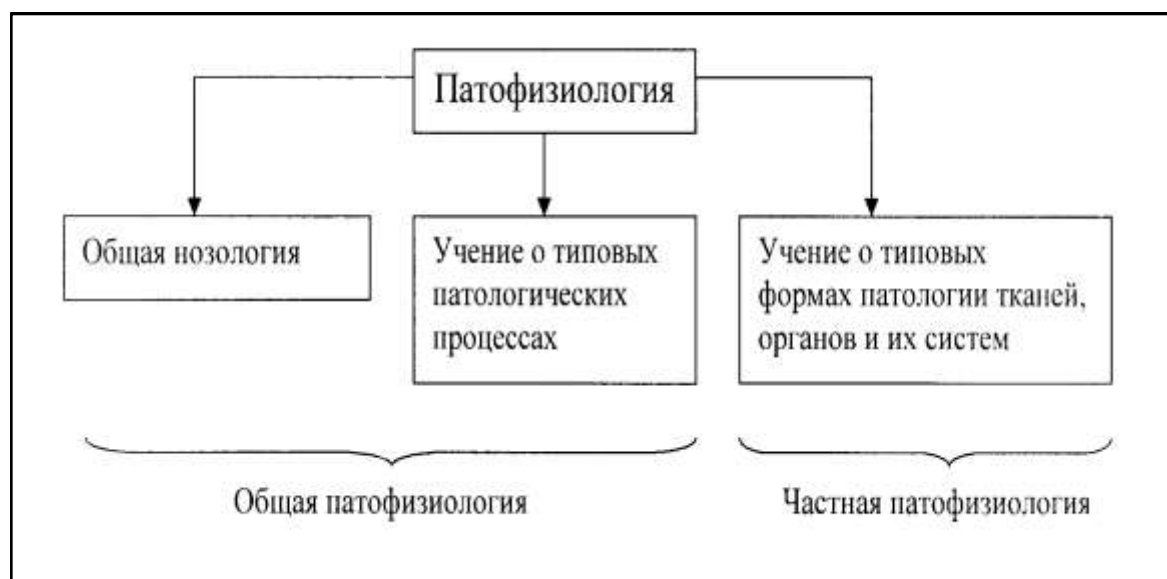 Патофизиология
Общая нозология
Учение о типовых
патологических
процессах
Учение о типовых
формах патологии тканей,
органов и их систем
Общая патофизиология
Частная патофизиология